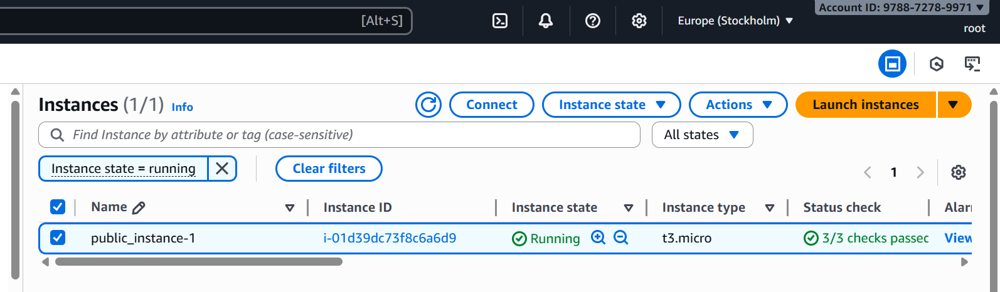 Account ID: 9788-7278-9971
[Alt+S] Europe (Stockholm) root
Instances (1/1) Info Connect Instance state Actions Launch instances
Find Instance by attribute or tag (case-sensitive) All states
Instance state = running Clear filters 1
Name Instance ID Instance state Instance type Status check Alar
public_instance-1 i-01d39dc73f8c6a6d9 Running t3.micro 3/3 checks passed View